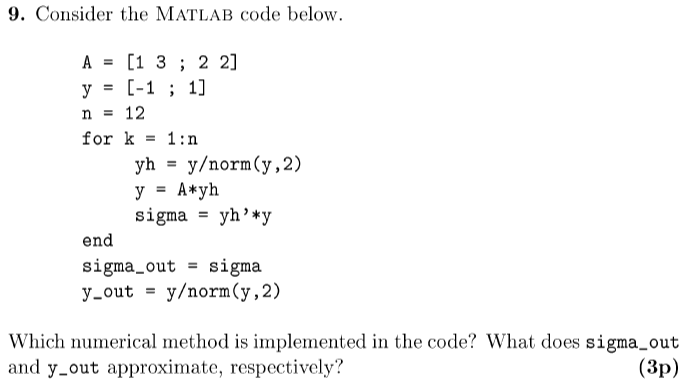 9. Consider the MATLAB code below.
A = [1 3 ; 2 2]
y = [-1 ; 1]
n = 12
for k = 1:n
yh = y/norm(y,2)
y = A*yh
sigma = yh’*y
end
sigma_out = sigma
y_out = y/norm(y,2)
Which numerical method is implemented in the code? What does sigma_out
and y_out approximate, respectively? (3p)